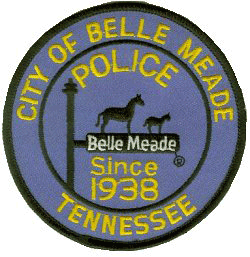 CITY OF BELLE MEADE
POLICE
Belle Meade
®
Since
1938
TENNESSEE